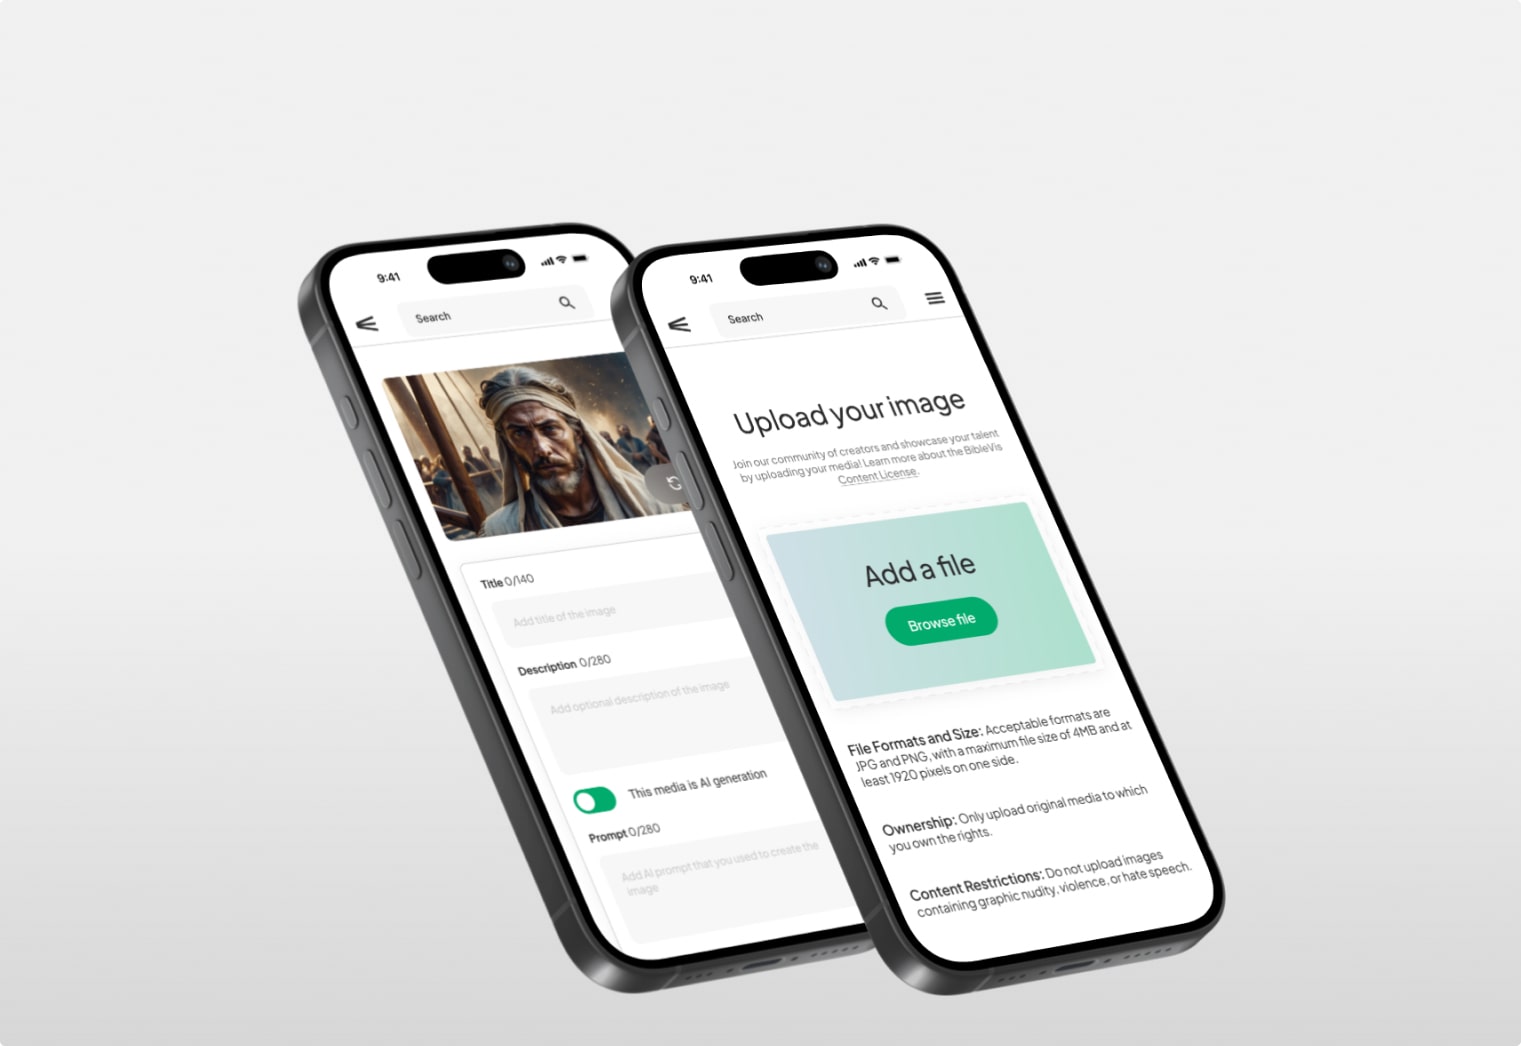 9:41
Search
Title 0/140
Add title of the image
Description 0/280
Add optional description of the image
This media is AI generation
Prompt 0/280
Add AI prompt that you used to create the
image
9:41
Search
Upload your image
Join our community of creators and showcase your talent
by uploading your media! Learn more about the BibleVis
Content License.
Add a file
Browse file
File Formats and Size: Acceptable formats are
JPG and PNG, with a maximum file size of 4MB and at
least 1920 pixels on one side.
Ownership: Only upload original media to which
you own the rights.
Content Restrictions: Do not upload images
containing graphic nudity, violence, or hate speech.